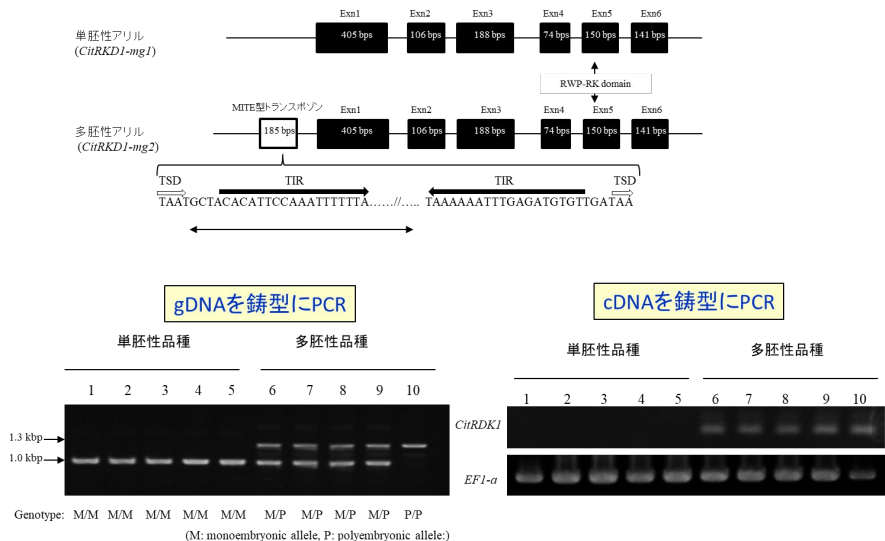 Exn1 Exn2 Exn3 Exn4 Exn5 Exn6
単胚性アリル
(CitRKD1-mg1)
405 bps 106 bps 188 bps 74 bps 150 bps 141 bps
RWP-RK domain
MITE型トランスポゾン Exn1 Exn2 Exn3 Exn4 Exn5 Exn6
多胚性アリル
(CitRKD1-mg2)
185 bps 405 bps 106 bps 188 bps 74 bps 150 bps 141 bps
TSD TIR TIR TSD
TAATGCTACACATTCCAAATTTTTTA……//….. TAAAAAATTTGAGATGTGTTGATAA
gDNAを鋳型にPCR
単胚性品種 多胚性品種
1 2 3 4 5 6 7 8 9 10
1.3 kbp
1.0 kbp
Genotype: M/M M/M M/M M/M M/M M/P M/P M/P M/P P/P
(M: monoembryonic allele, P: polyembryonic allele:)
cDNAを鋳型にPCR
単胚性品種 多胚性品種
1 2 3 4 5 6 7 8 9 10
CitRDK1
EF1-a